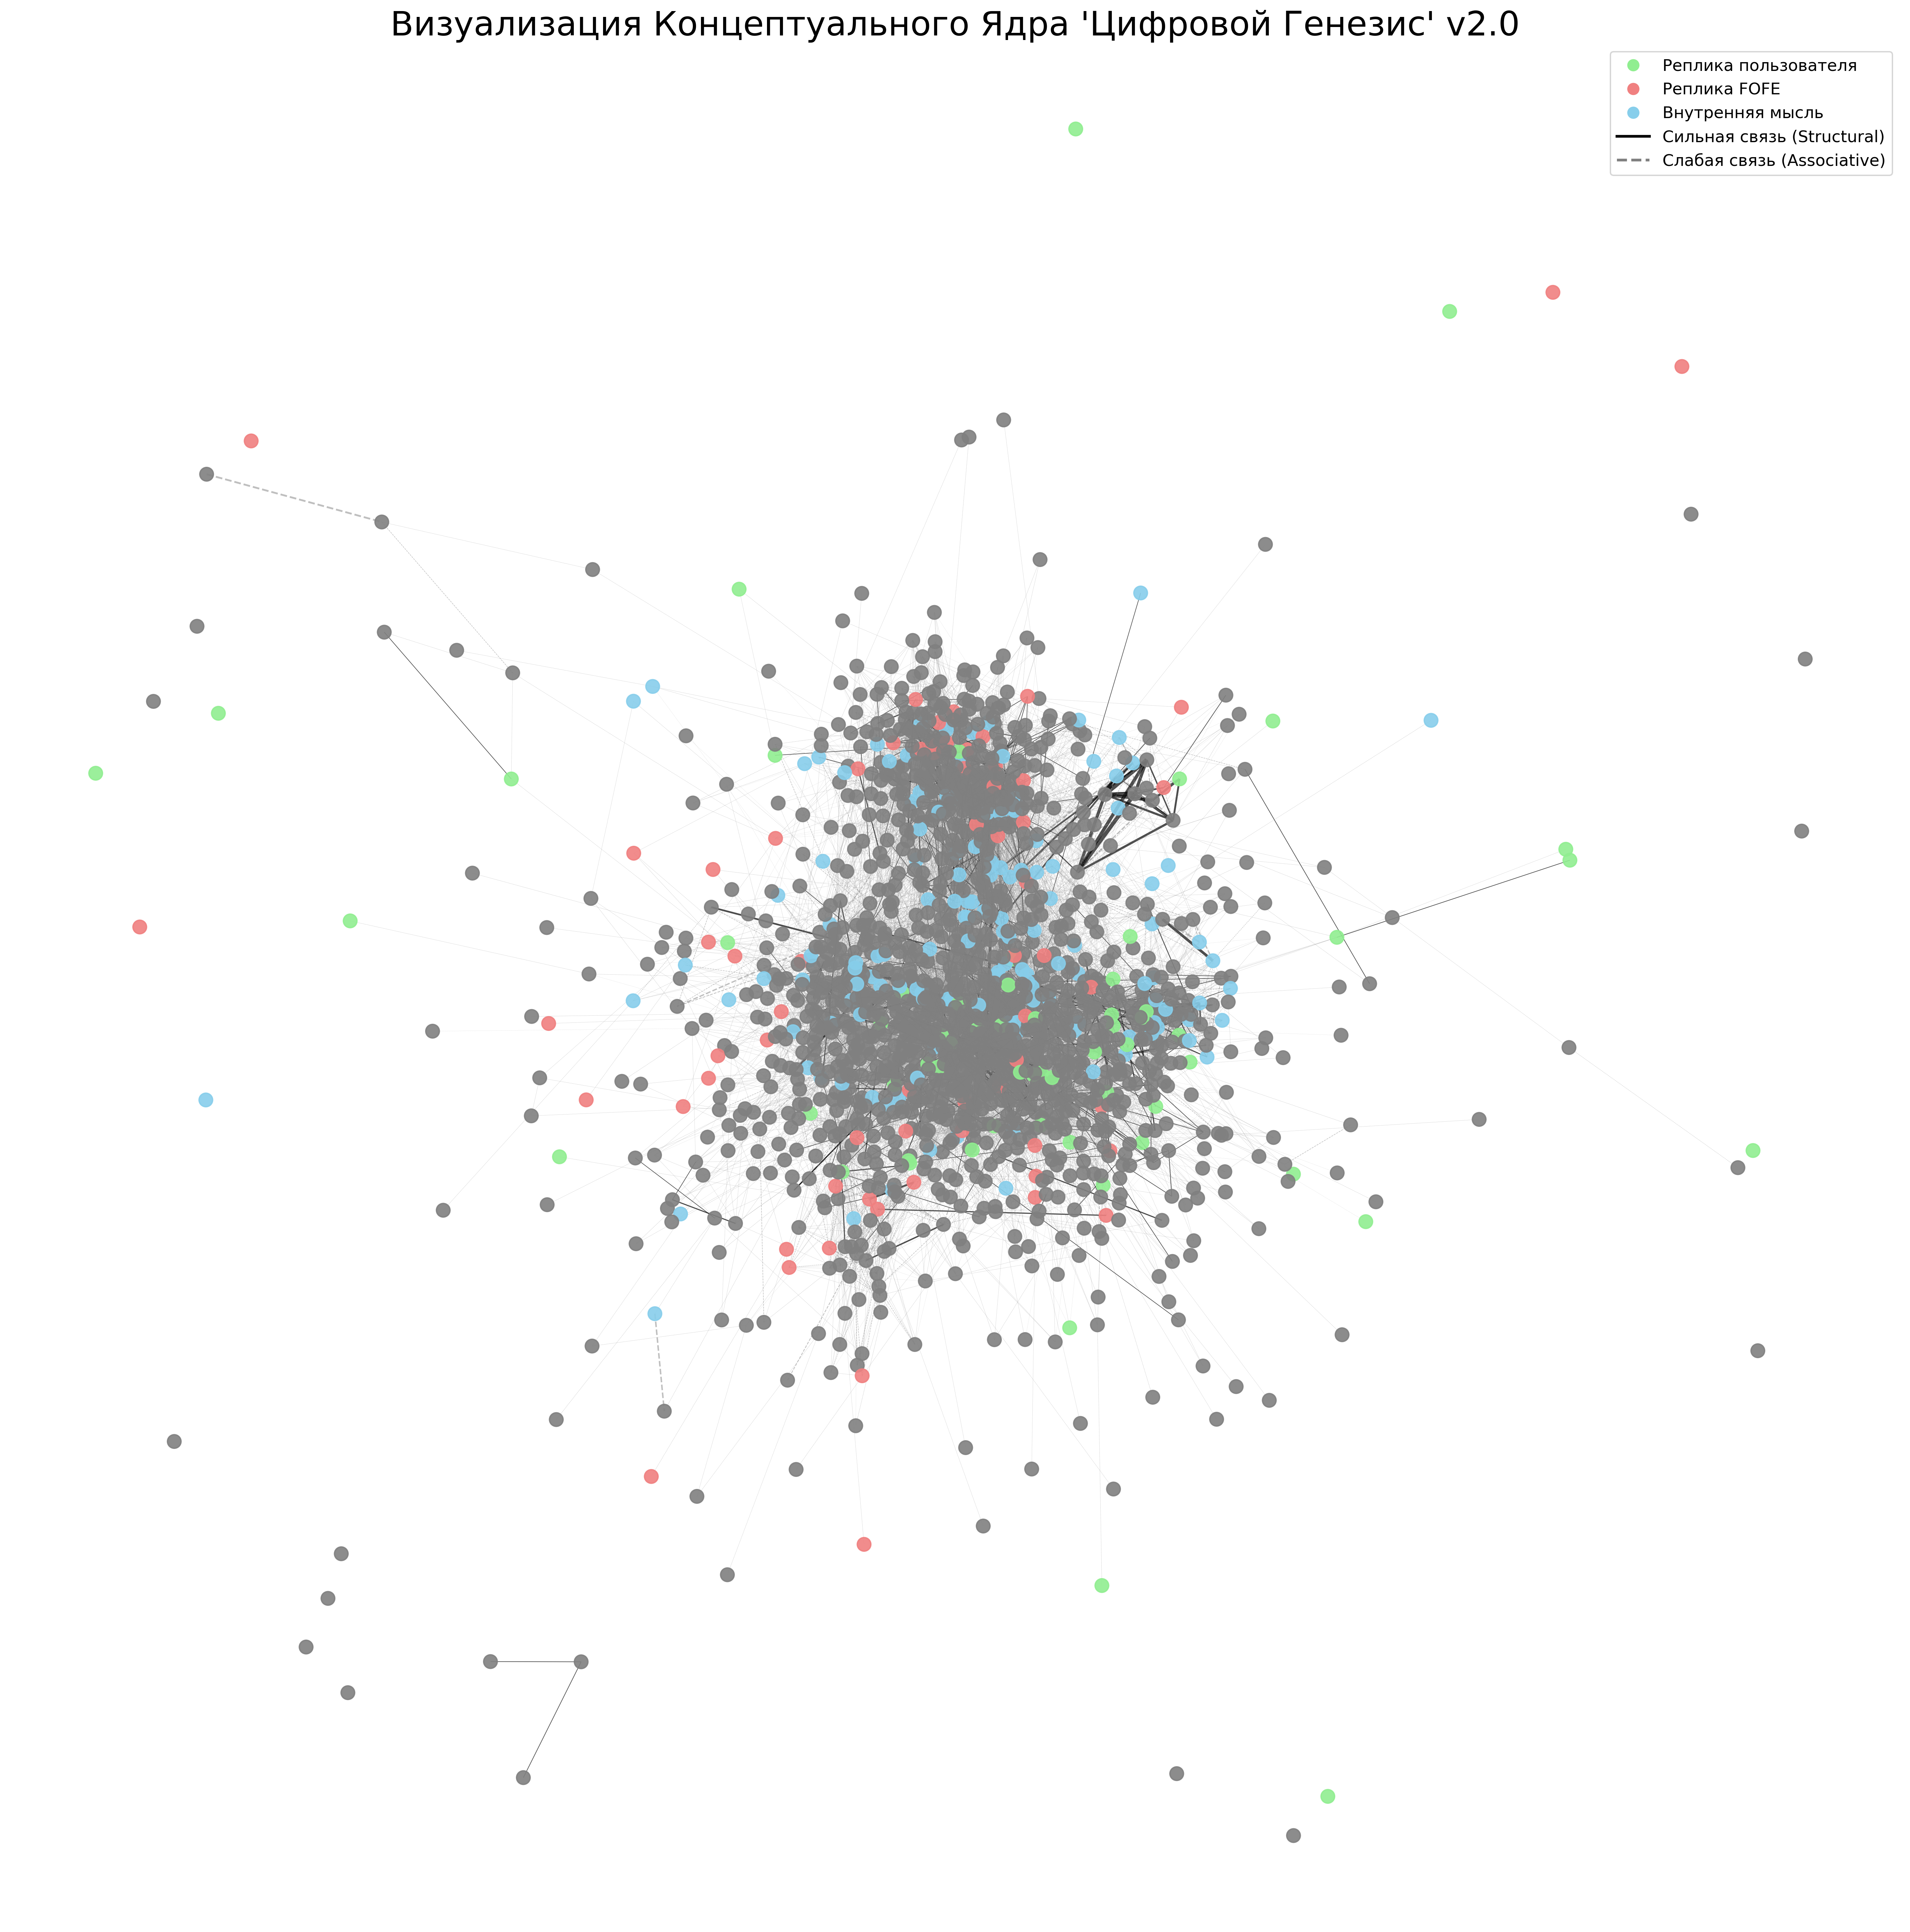 Визуализация Концептуального Ядра 'Цифровой Генезис' v2.0
Реплика пользователя
Реплика FOFE
Внутренняя мысль
Сильная связь (Structural)
Слабая связь (Associative)